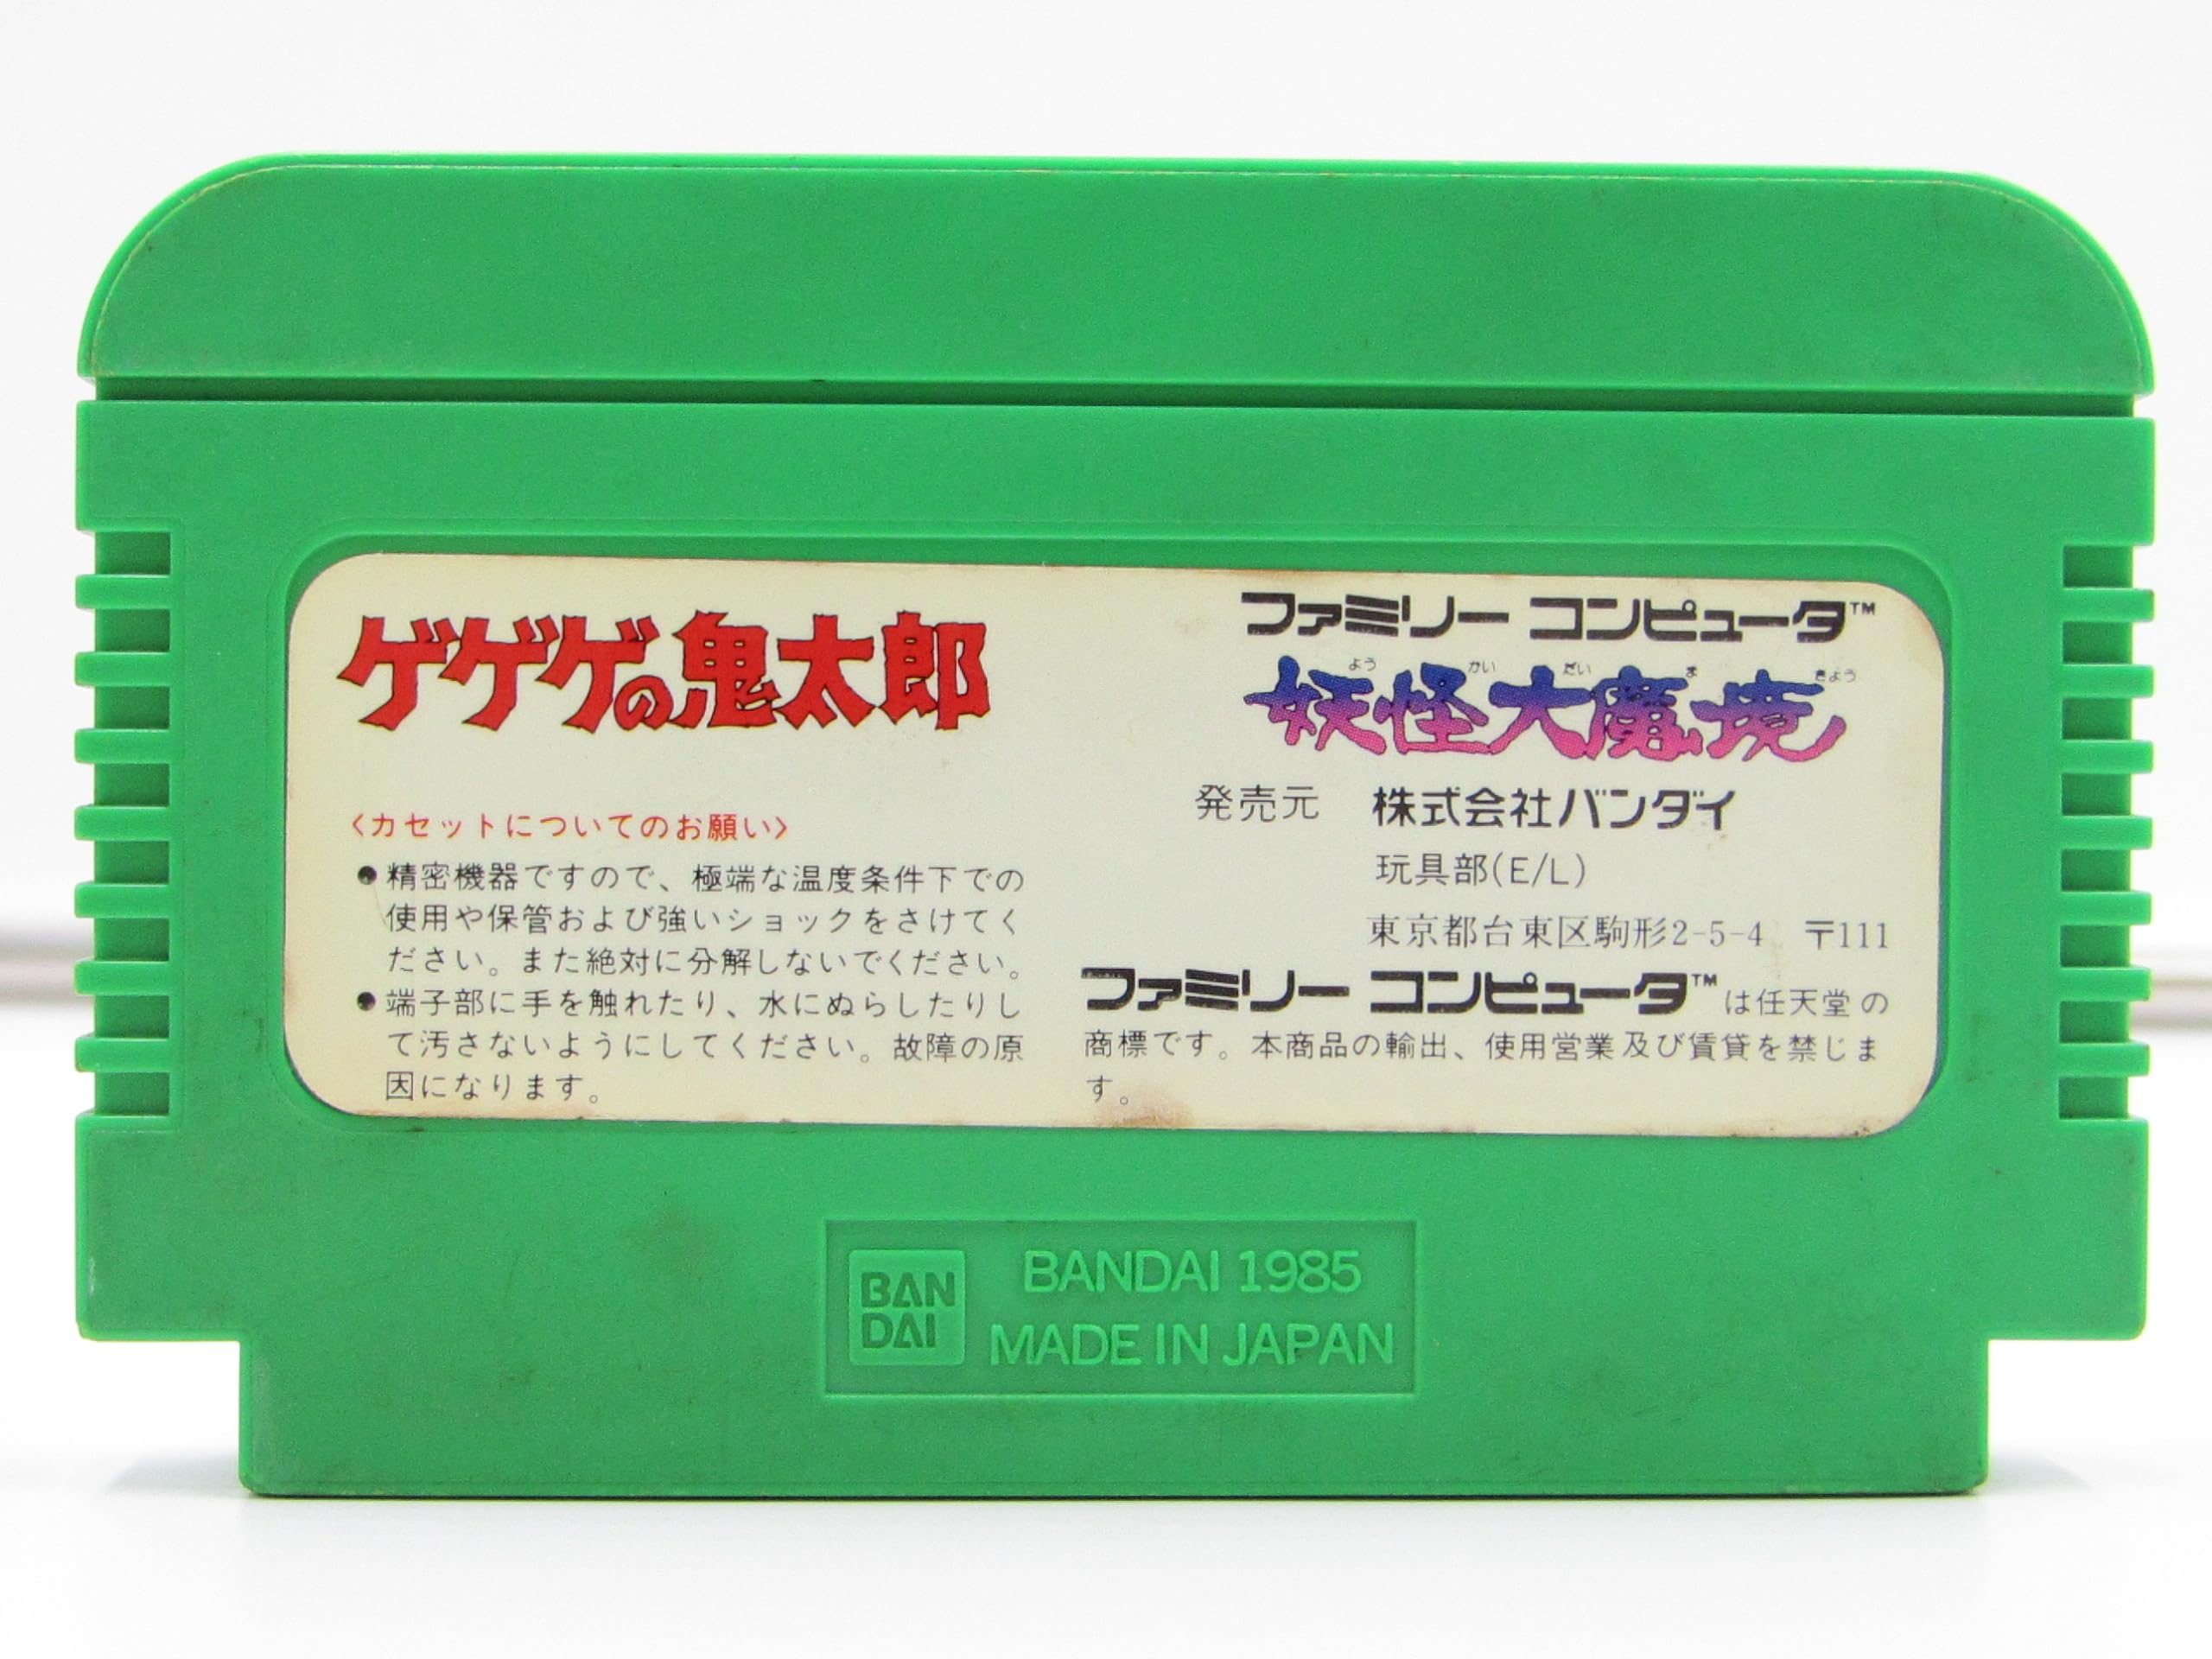 ゲゲゲの鬼太郎
<カセットについてのお願い>
●精密機器ですので、極端な温度条件下での
使用や保管および強いショックをさけてく
ださい。また絶対に分解しないでください。
●端子部に手を触れたり、水にぬらしたりし
て汚さないようにしてください。故障の原
因になります。
ファミリー コンピュータ™
よう かい だい ま きょう
妖怪大魔境
発売元 株式会社バンダイ
玩具部(E/L)
東京都台東区駒形2-5-4 〒111
ファミリー コンピュータ™は任天堂の
商標です。本商品の輸出、使用営業及び賃貸を禁じま
す。
BAN
DAI
BANDAI 1985
MADE IN JAPAN